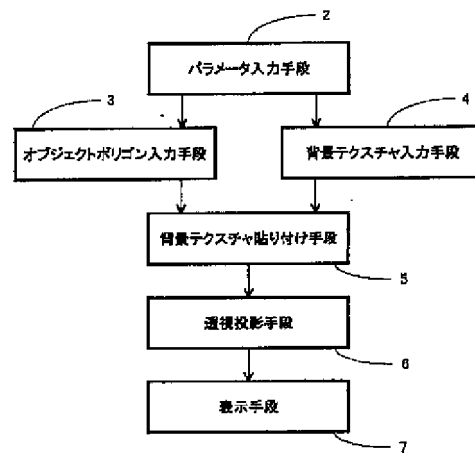 2
パラメータ入力手段
3
4
オブジェクトポリゴン入力手段
背景テクスチャ入力手段
背景テクスチャ貼り付け手段
5
透視投影手段
6
表示手段
7